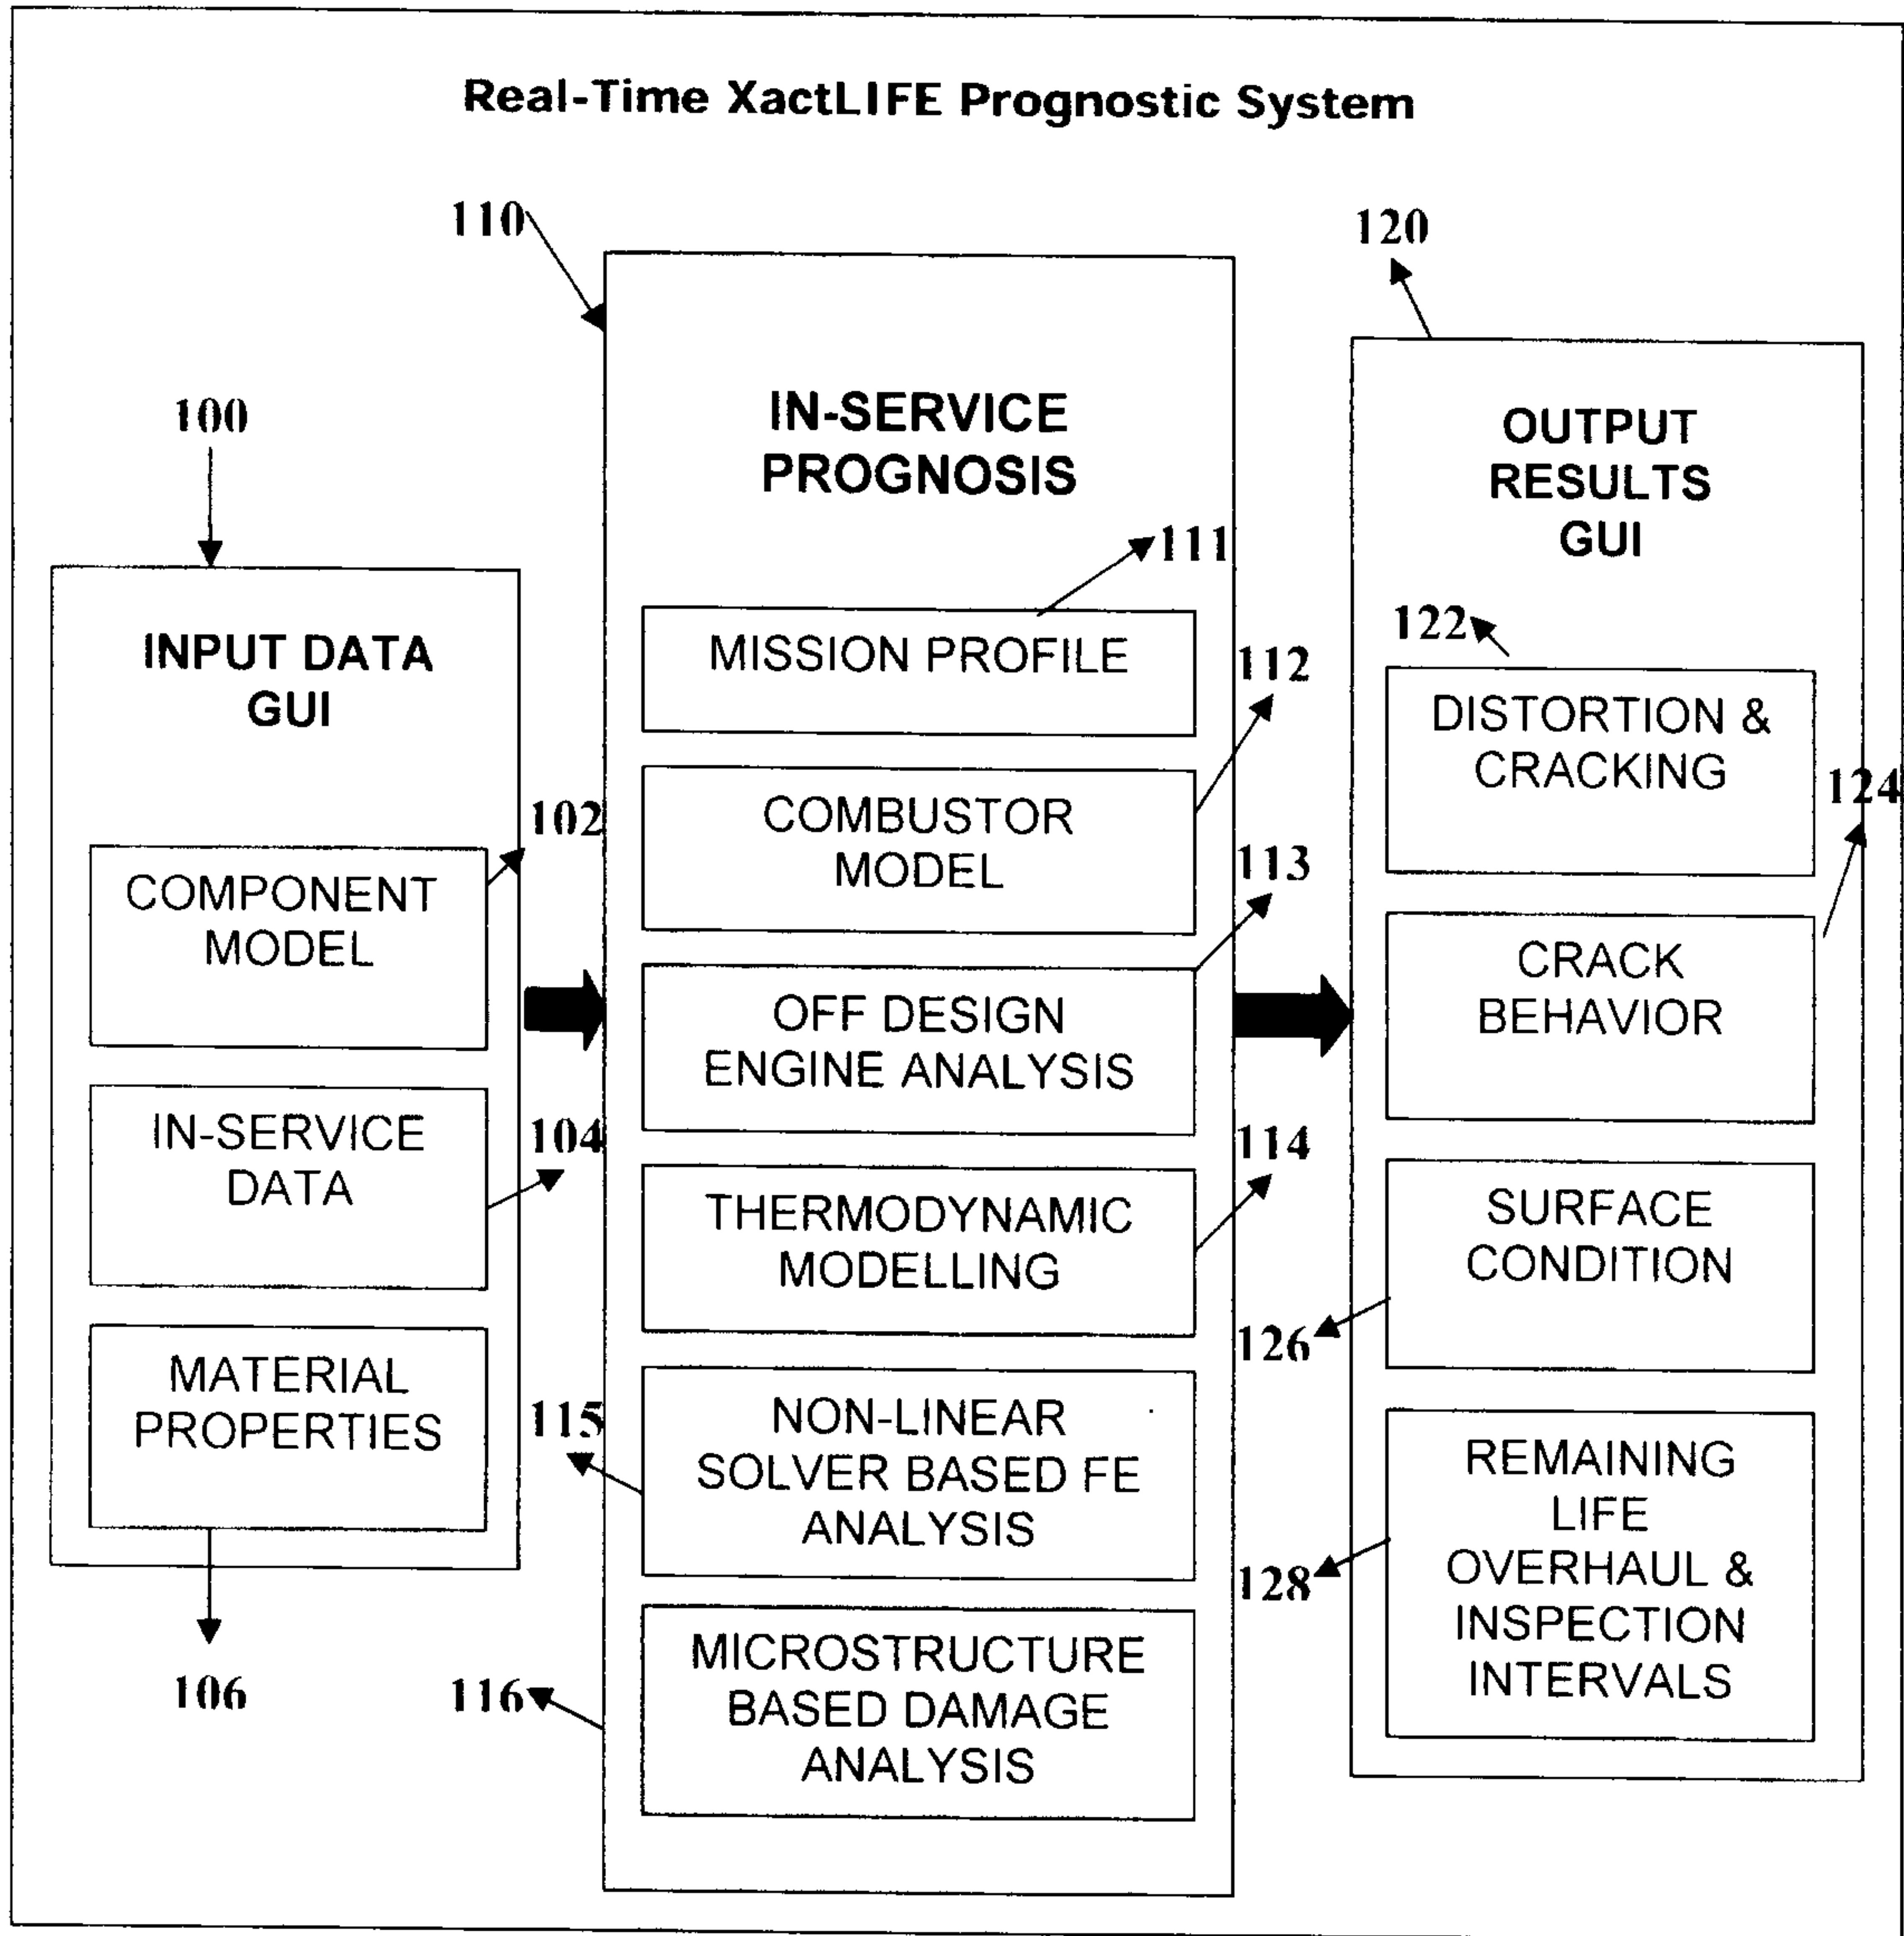 Real-Time XactLIFE Prognostic System
100
INPUT DATA
GUI
102
COMPONENT
MODEL
104
IN-SERVICE
DATA
MATERIAL
PROPERTIES
106
110
IN-SERVICE
PROGNOSIS
111
MISSION PROFILE
112
COMBUSTOR
MODEL
113
OFF DESIGN
ENGINE ANALYSIS
114
THERMODYNAMIC
MODELLING
115
NON-LINEAR
SOLVER BASED FE
ANALYSIS
116
MICROSTRUCTURE
BASED DAMAGE
ANALYSIS
120
OUTPUT
RESULTS
GUI
122
DISTORTION &
CRACKING
124
CRACK
BEHAVIOR
SURFACE
CONDITION
126
REMAINING
LIFE
OVERHAUL &
INSPECTION
INTERVALS
128